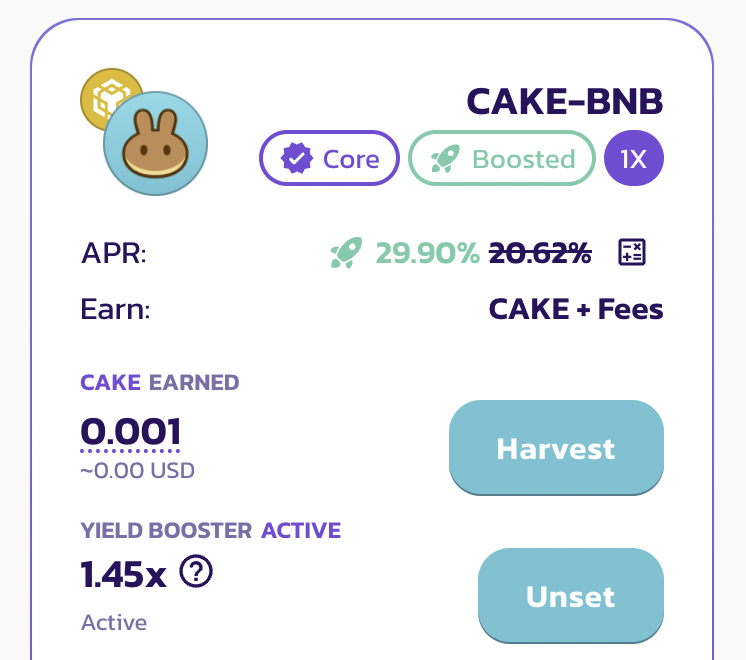 CAKE-BNB
Core Boosted 1X
APR: 29.90% 20.62%
Earn: CAKE + Fees
CAKE EARNED
0.001
~0.00 USD
Harvest
YIELD BOOSTER ACTIVE
1.45x ?
Active
Unset